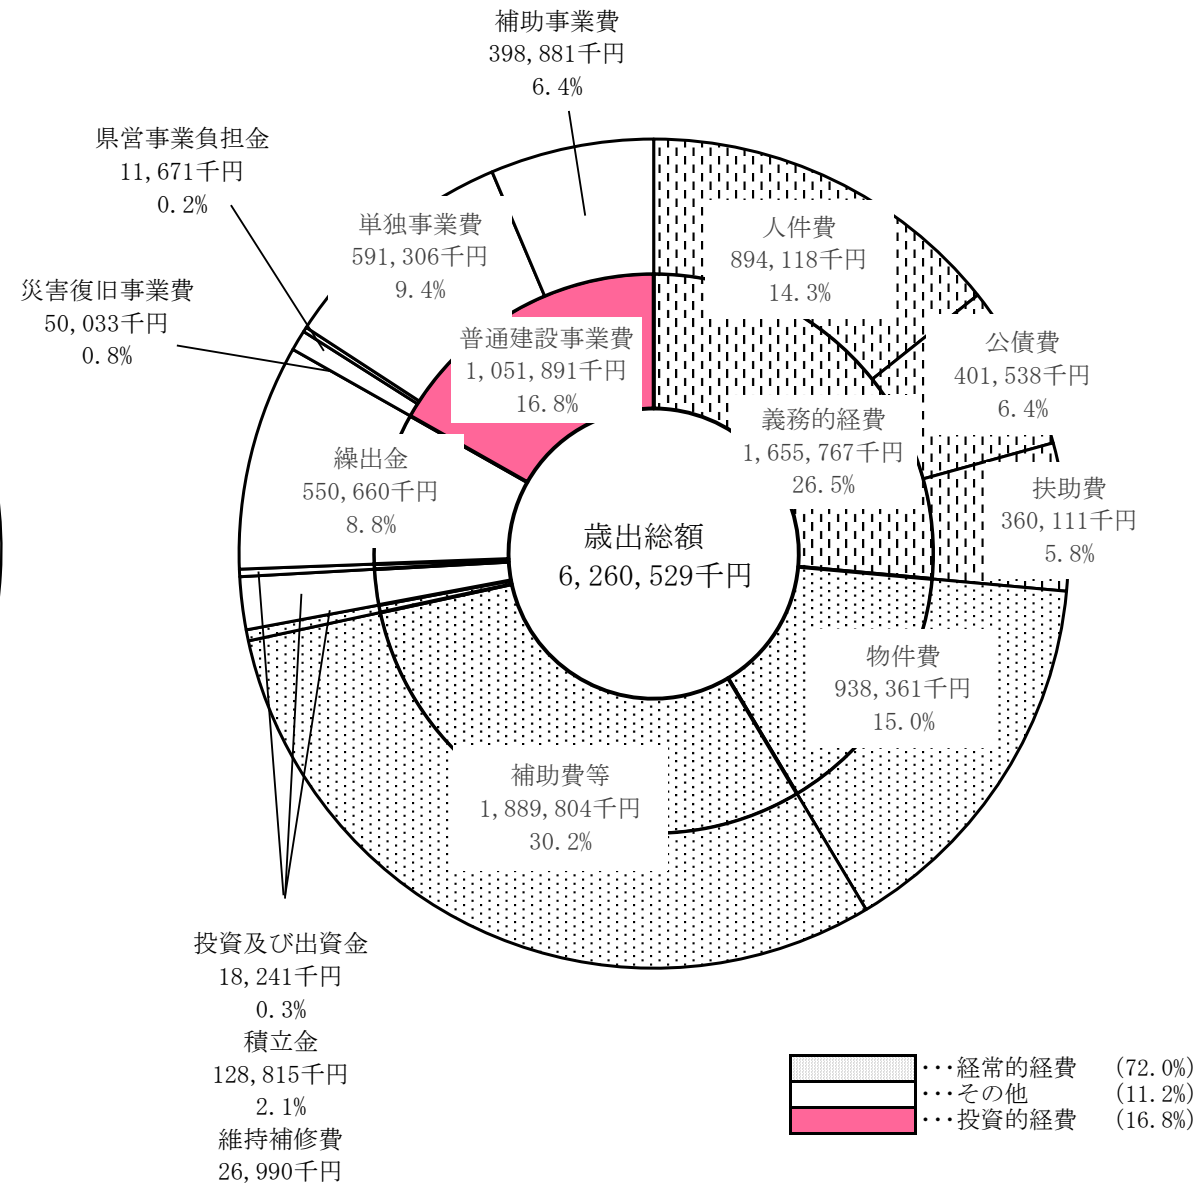 補助事業費
398,881千円
6.4%
県営事業負担金
11,671千円
0.2%
単独事業費
591,306千円
9.4%
人件費
894,118千円
14.3%
災害復旧事業費
50,033千円
0.8%
普通建設事業費
1,051,891千円
16.8%
公債費
401,538千円
6.4%
義務的経費
1,655,767千円
26.5%
繰出金
550,660千円
8.8%
扶助費
360,111千円
5.8%
歳出総額
6,260,529千円
物件費
938,361千円
15.0%
補助費等
1,889,804千円
30.2%
投資及び出資金
18,241千円
0.3%
積立金
128,815千円
2.1%
維持補修費
26,990千円
･･･経常的経費 (72.0%)
･･･その他 (11.2%)
･･･投資的経費 (16.8%)